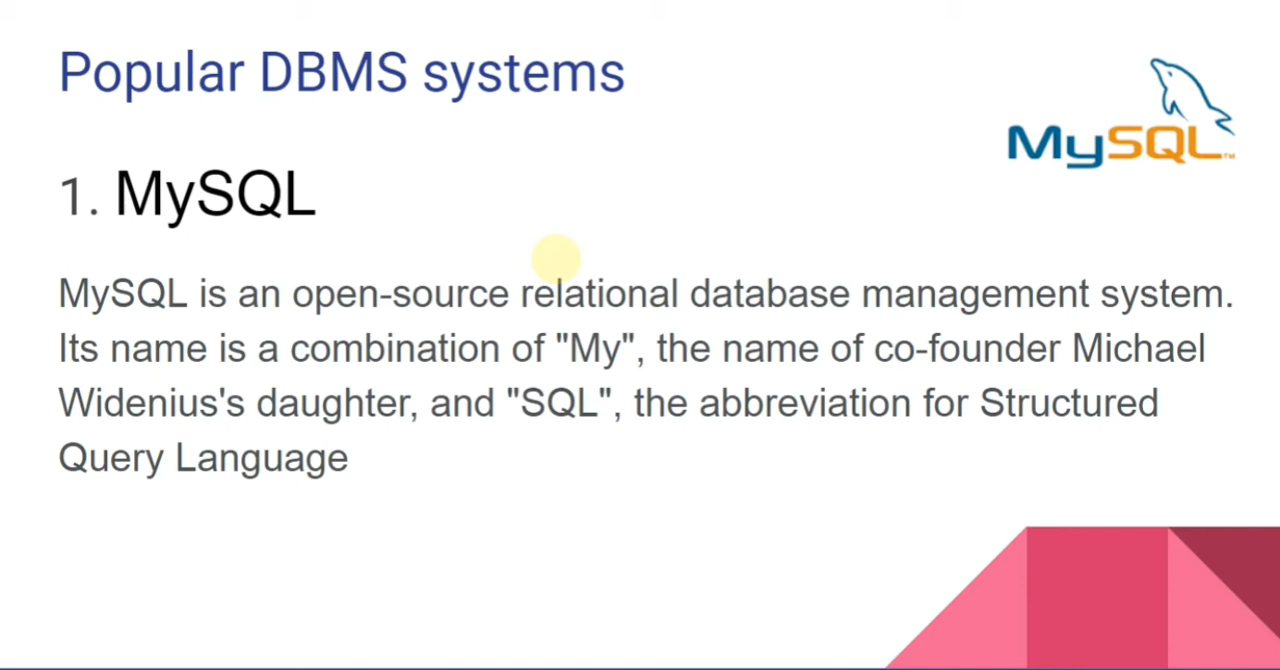 Popular DBMS systems
MySQL™
1. MySQL
MySQL is an open-source relational database management system.
Its name is a combination of "My", the name of co-founder Michael
Widenius's daughter, and "SQL", the abbreviation for Structured
Query Language